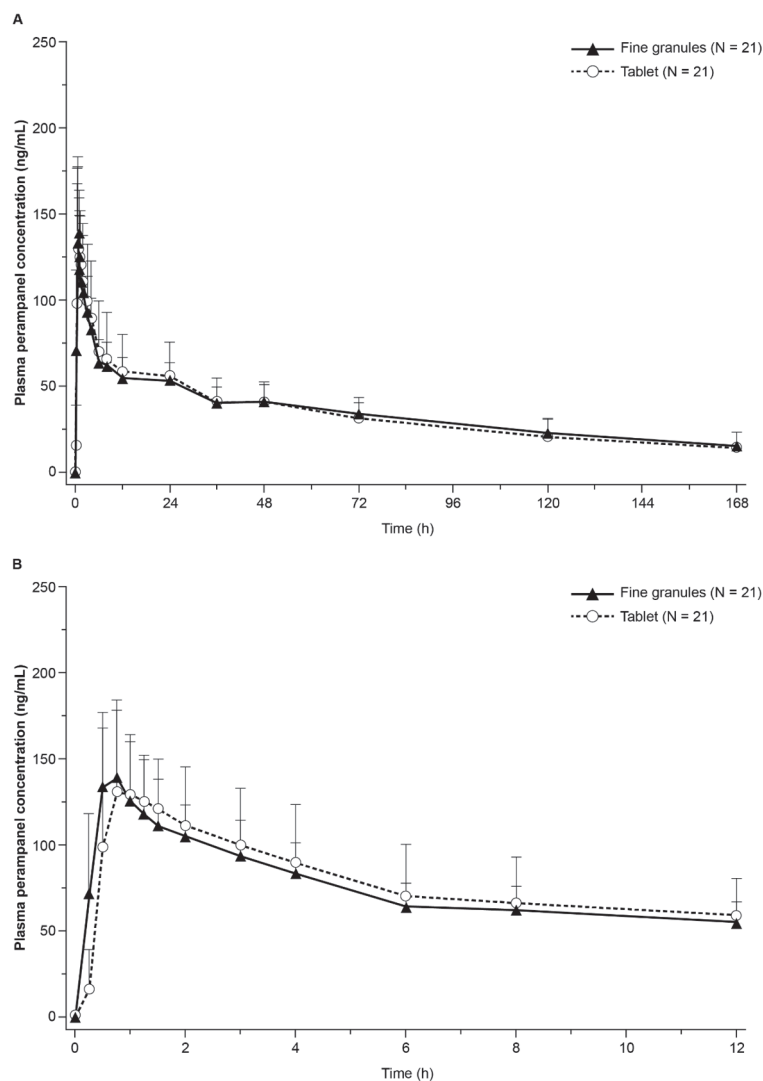 A
250
200
150
100
50
0
Plasma perampanel concentration (ng/mL)
Fine granules (N = 21)
Tablet (N = 21)
0 24 48 72 96 120 144 168
Time (h)
B
250
200
150
100
50
0
Plasma perampanel concentration (ng/mL)
Fine granules (N = 21)
Tablet (N = 21)
0 2 4 6 8 10 12
Time (h)